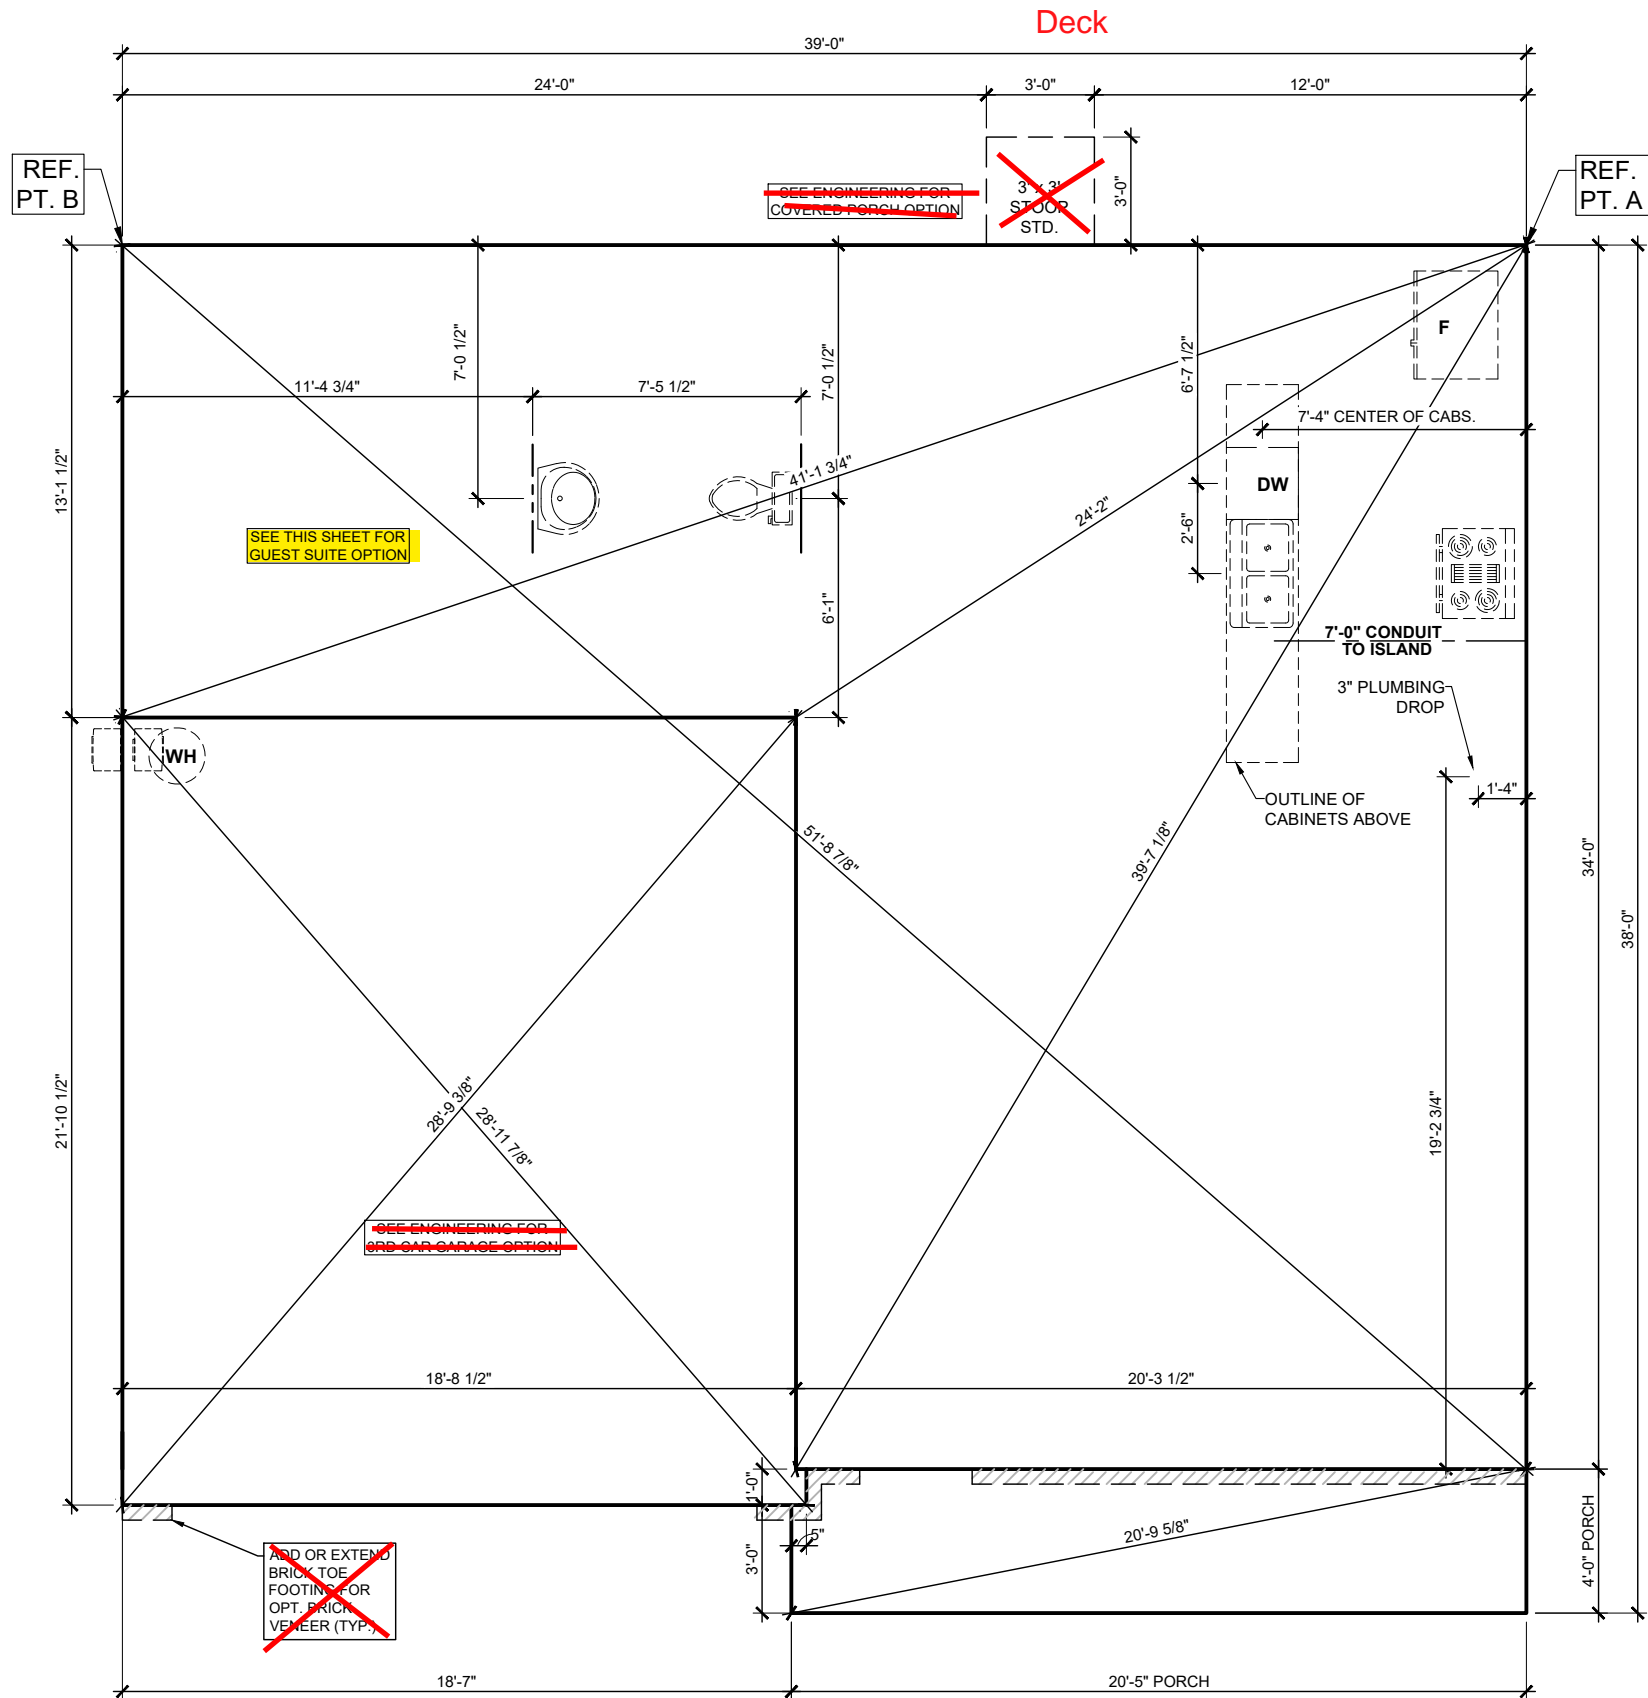 Deck
39'-0"
24'-0"
3'-0"
12'-0"
REF.
PT. B
REF.
PT. A
SEE ENGINEERING FOR
COVERED PORCH OPTION
3' x 3'
STOOP
STD.
3'-0"
7'-0 1/2"
7'-0 1/2"
6'-7 1/2"
F
11'-4 3/4"
7'-5 1/2"
7'-4" CENTER OF CABS.
13'-1 1/2"
41'-1 3/4"
24'-2"
DW
2'-6"
SEE THIS SHEET FOR
GUEST SUITE OPTION
6'-1"
7'-0" CONDUIT
TO ISLAND
3" PLUMBING
DROP
WH
1'-4"
OUTLINE OF
CABINETS ABOVE
51'-8 7/8"
39'-7 1/8"
34'-0"
38'-0"
21'-10 1/2"
28'-9 3/8"
28'-11 7/8"
19'-2 3/4"
SEE ENGINEERING FOR
3RD CAR GARAGE OPTION
18'-8 1/2"
20'-3 1/2"
1'-0"
5"
3'-0"
20'-9 5/8"
4'-0" PORCH
ADD OR EXTEND
BRICK TOE
FOOTING FOR
OPT. BRICK
VENEER (TYP.)
18'-7"
20'-5" PORCH